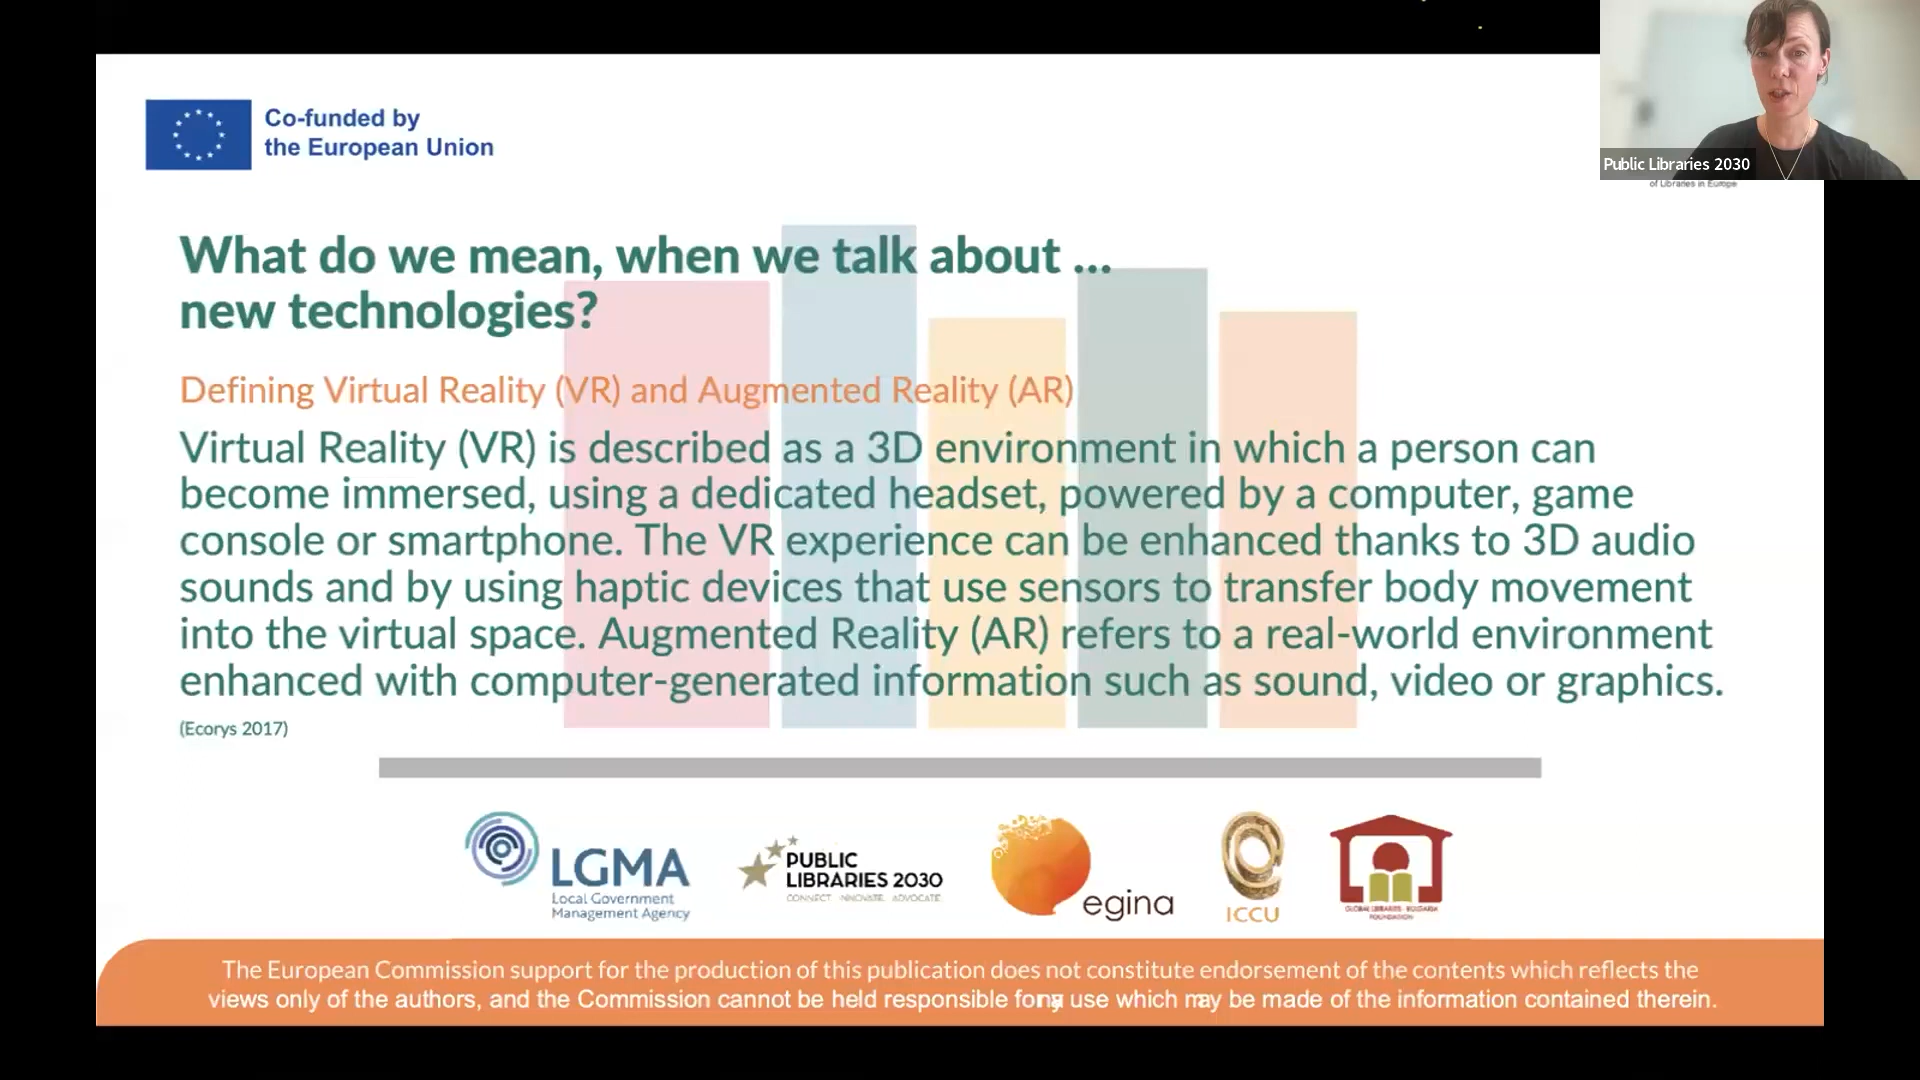 Co-funded by
the European Union
Public Libraries 2030
of Libraries in Europe
What do we mean, when we talk about ...
new technologies?
Defining Virtual Reality (VR) and Augmented Reality (AR)
Virtual Reality (VR) is described as a 3D environment in which a person can
become immersed, using a dedicated headset, powered by a computer, game
console or smartphone. The VR experience can be enhanced thanks to 3D audio
sounds and by using haptic devices that use sensors to transfer body movement
into the virtual space. Augmented Reality (AR) refers to a real-world environment
enhanced with computer-generated information such as sound, video or graphics.
(Ecorys 2017)
LGMA
Local Government
Management Agency
PUBLIC
LIBRARIES 2030
CONNECT. INNOVATE. ADVOCATE.
egina
ICCU
GLOBAL LIBRARIES - BULGARIA
FOUNDATION
The European Commission support for the production of this publication does not constitute endorsement of the contents which reflects the
views only of the authors, and the Commission cannot be held responsible for any use which may be made of the information contained therein.